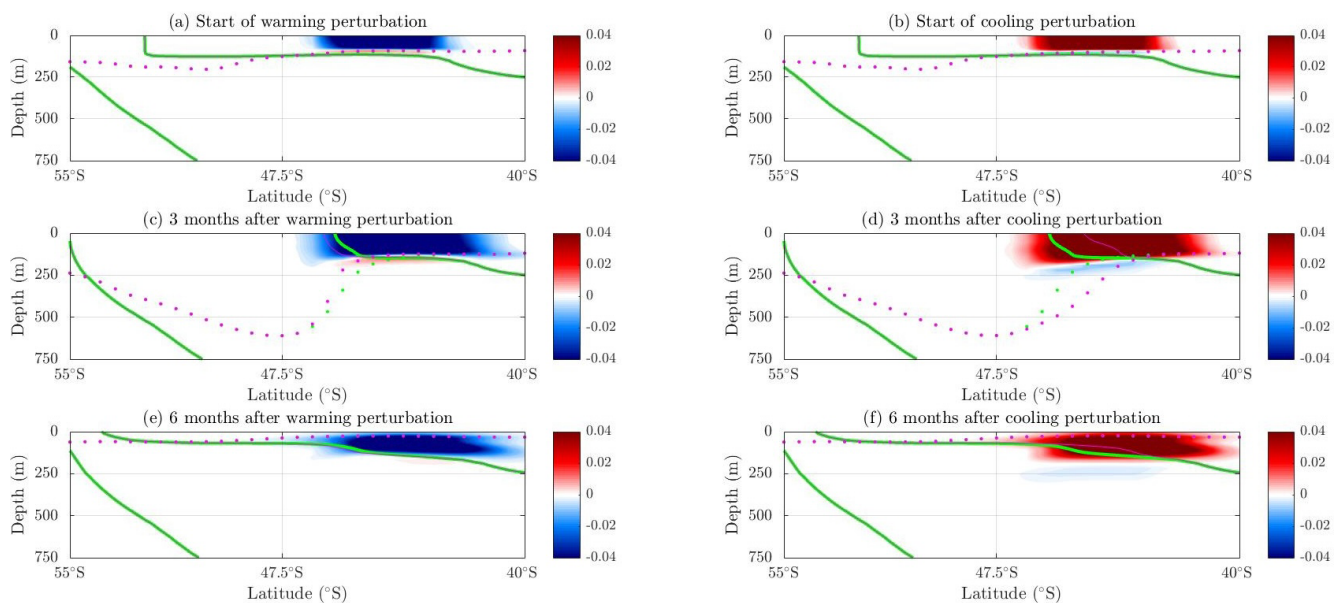 (a) Start of warming perturbation
0
250
500
750
Depth (m)
55°S
47.5°S
40°S
Latitude (°S)
0.04
0.02
0
-0.02
-0.04
(b) Start of cooling perturbation
0
250
500
750
Depth (m)
55°S
47.5°S
40°S
Latitude (°S)
0.04
0.02
0
-0.02
-0.04
(c) 3 months after warming perturbation
0
250
500
750
Depth (m)
55°S
47.5°S
40°S
Latitude (°S)
0.04
0.02
0
-0.02
-0.04
(d) 3 months after cooling perturbation
0
250
500
750
Depth (m)
55°S
47.5°S
40°S
Latitude (°S)
0.04
0.02
0
-0.02
-0.04
(e) 6 months after warming perturbation
0
250
500
750
Depth (m)
55°S
47.5°S
40°S
Latitude (°S)
0.04
0.02
0
-0.02
-0.04
(f) 6 months after cooling perturbation
0
250
500
750
Depth (m)
55°S
47.5°S
40°S
Latitude (°S)
0.04
0.02
0
-0.02
-0.04